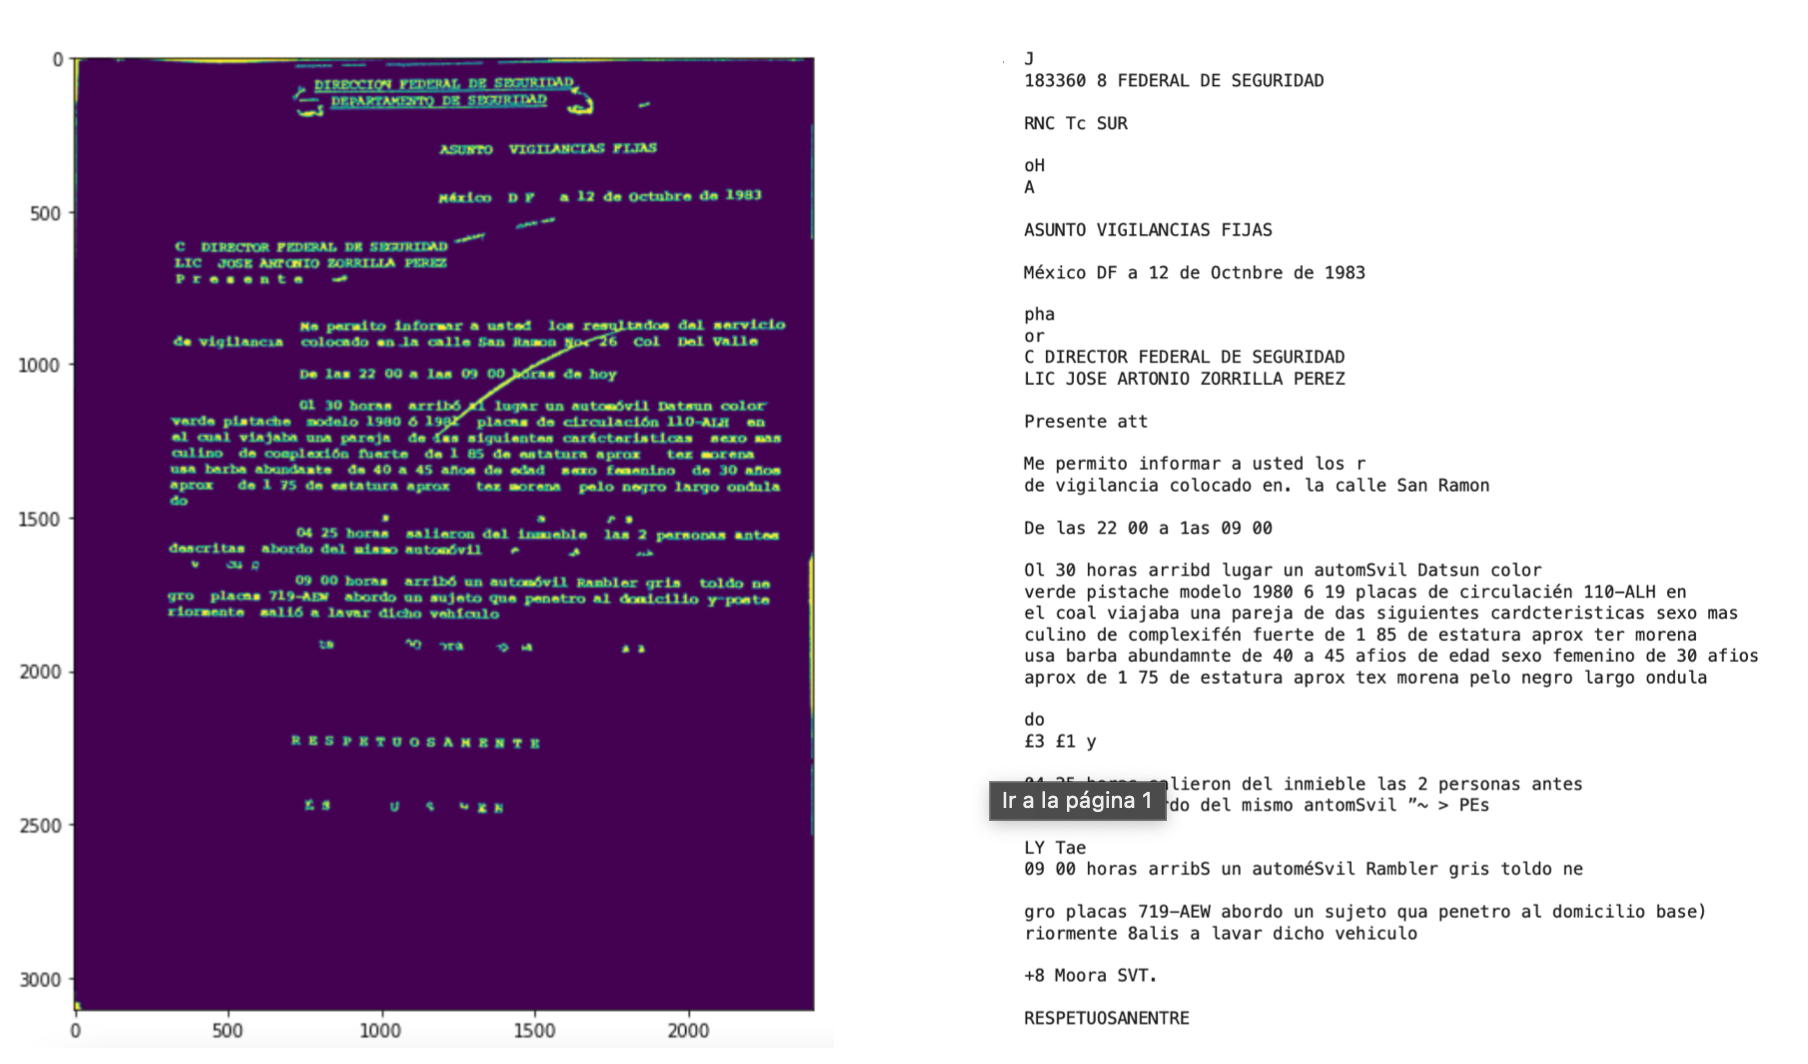 0
500
1000
1500
2000
2500
3000
0
500
1000
1500
2000
DIRECCION FEDERAL DE SEGURIDAD
DEPARTAMENTO DE SEGURIDAD
ASUNTO VIGILANCIAS FIJAS
México D F a 12 de Octubre de 1983
C DIRECTOR FEDERAL DE SEGURIDAD
LIC JOSE ANTONIO ZORRILLA PEREZ
P r e s e n t e
Me permito informar a usted los resultados del servicio
de vigilancia colocado en la calle San Ramon No. 26 Col Del Valle
De las 22 00 a las 09 00 horas de hoy
01 30 horas arribó al lugar un automóvil Datsun color
verde pistache modelo 1980 ó 1981 placas de circulación 110-ALH en
el cual viajaba una pareja de las siguientes carácteristicas sexo mas
culino de complexión fuerte de 1 85 de estatura aprox tez morena
usa barba abundante de 40 a 45 años de edad sexo femenino de 30 años
aprox de 1 75 de estatura aprox tez morena pelo negro largo ondula
do
04 25 horas salieron del inmueble las 2 personas antes
descritas abordo del mismo automóvil
09 00 horas arribó un automóvil Rambler gris toldo ne
gro placas 719-AEW abordo un sujeto que penetro al domicilio y poste
riormente salió a lavar dicho vehículo
R E S P E T U O S A M E N T E
J
183360 8 FEDERAL DE SEGURIDAD
RNC Tc SUR
oH
A
ASUNTO VIGILANCIAS FIJAS
México DF a 12 de Octnbre de 1983
pha
or
C DIRECTOR FEDERAL DE SEGURIDAD
LIC JOSE ARTONIO ZORRILLA PEREZ
Presente att
Me permito informar a usted los r
de vigilancia colocado en. la calle San Ramon
De las 22 00 a 1as 09 00
Ol 30 horas arribd lugar un automSvil Datsun color
verde pistache modelo 1980 6 19 placas de circulacién 110-ALH en
el coal viajaba una pareja de das siguientes cardcteristicas sexo mas
culino de complexifén fuerte de 1 85 de estatura aprox ter morena
usa barba abundamnte de 40 a 45 afios de edad sexo femenino de 30 afios
aprox de 1 75 de estatura aprox tex morena pelo negro largo ondula
do
£3 £1 y
04 25 horas salieron del inmieble las 2 personas antes
Ir a la página 1
do del mismo antomSvil ”~ > PEs
LY Tae
09 00 horas arribS un automéSvil Rambler gris toldo ne
gro placas 719-AEW abordo un sujeto qua penetro al domicilio base)
riormente 8alis a lavar dicho vehiculo
+8 Moora SVT.
RESPETUOSANENTRE